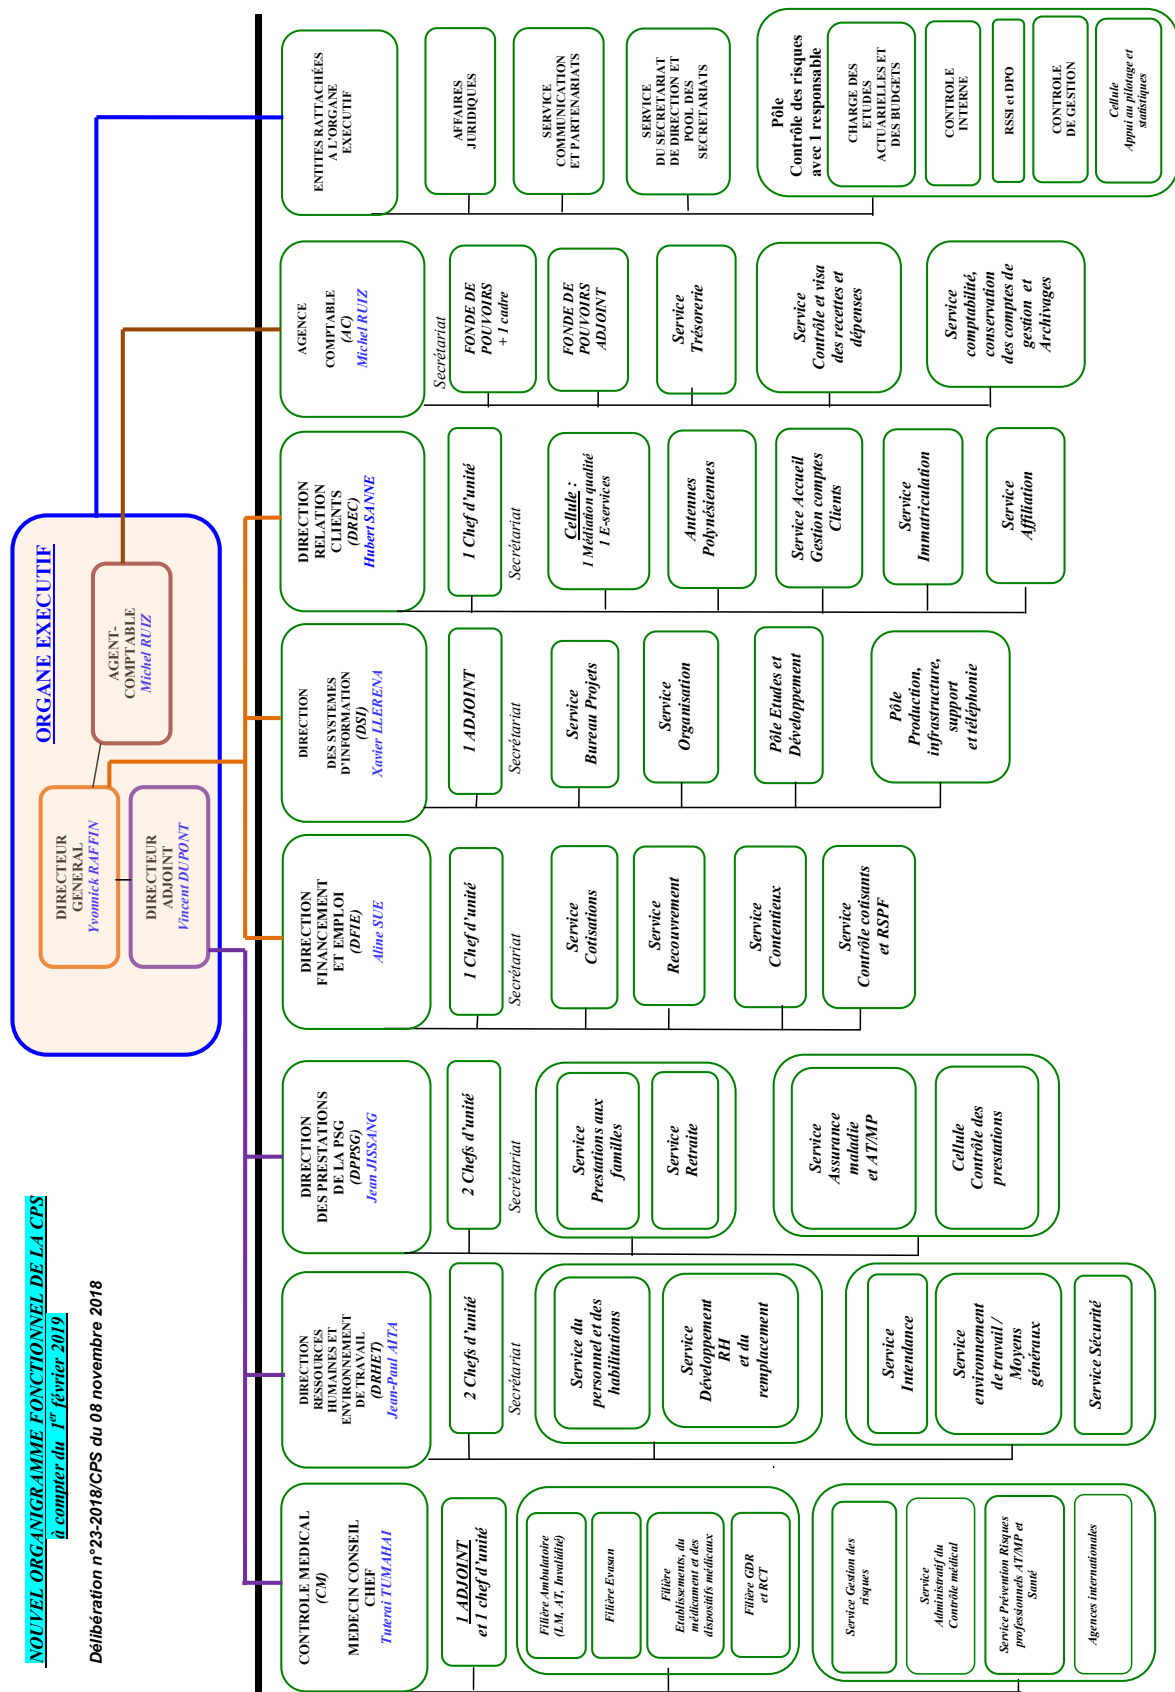 NOUVEL ORGANIGRAMME FONCTIONNEL DE LA CPS
à compter du 1er février 2019
Délibération n°23-2018/CPS du 08 novembre 2018
ORGANE EXECUTIF
DIRECTEUR
GENERAL
Yvonnick RAFFIN
DIRECTEUR
ADJOINT
Vincent DUPONT
AGENT-
COMPTABLE
Michel RUIZ
CONTROLE MEDICAL
(CM)
MEDECIN CONSEIL
CHEF
Tuterai TUMAHAI
1 ADJOINT
et 1 chef d'unité
Filière Ambulatoire
(LM, AT, Invalidité)
Filière Evasan
Filière
Etablissements, du
médicament et des
dispositifs médicaux
Filière GDR
et RCT
Service Gestion des
risques
Service
Administratif du
Contrôle médical
Service Prévention Risques
professionnels AT/MP et
Santé
Agences internationales
DIRECTION
RESSOURCES
HUMAINES ET
ENVIRONNEMENT
DE TRAVAIL
(DRHET)
Jean-Paul AITA
2 Chefs d'unité
Secrétariat
Service du
personnel et des
habilitations
Service
Développement
RH
et du
remplacement
Service
Intendance
Service
environnement
de travail /
Moyens
généraux
Service Sécurité
DIRECTION
DES PRESTATIONS
DE LA PSG
(DPPSG)
Jean JISSANG
2 Chefs d'unité
Secrétariat
Service
Prestations aux
familles
Service
Retraite
Service
Assurance
maladie
et AT/MP
Cellule
Contrôle des
prestations
DIRECTION
FINANCEMENT
ET EMPLOI
(DFIE)
Aline SUE
1 Chef d'unité
Secrétariat
Service
Cotisations
Service
Recouvrement
Service
Contentieux
Service
Contrôle cotisants
et RSPF
DIRECTION
DES SYSTEMES
D'INFORMATION
(DSI)
Xavier LLERENA
1 ADJOINT
Secrétariat
Service
Bureau Projets
Service
Organisation
Pôle Etudes et
Développement
Pôle
Production,
infrastructure,
support
et téléphonie
DIRECTION
RELATION
CLIENTS
(DREC)
Hubert SANNE
1 Chef d'unité
Secrétariat
Cellule :
1 Médiation qualité
1 E-services
Antennes
Polynésiennes
Service Accueil
Gestion comptes
Clients
Service
Immatriculation
Service
Affiliation
AGENCE
COMPTABLE
(AC)
Michel RUIZ
Secrétariat
FONDE DE
POUVOIRS
+ 1 cadre
FONDE DE
POUVOIRS
ADJOINT
Service
Trésorerie
Service
Contrôle et visa
des recettes et
dépenses
Service
comptabilité,
conservation
des comptes de
gestion et
Archivages
ENTITES RATTACHÉES
A L'ORGANE
EXECUTIF
AFFAIRES
JURIDIQUES
SERVICE
COMMUNICATION
ET PARTENARIATS
SERVICE
DU SECRETARIAT
DE DIRECTION ET
POOL DES
SECRETARIATS
Pôle
Contrôle des risques
avec 1 responsable
CHARGE DES
ETUDES
ACTUARIELLES ET
DES BUDGETS
CONTROLE
INTERNE
RSSI et DPO
CONTROLE
DE GESTION
Cellule
Appui au pilotage et
statistiques